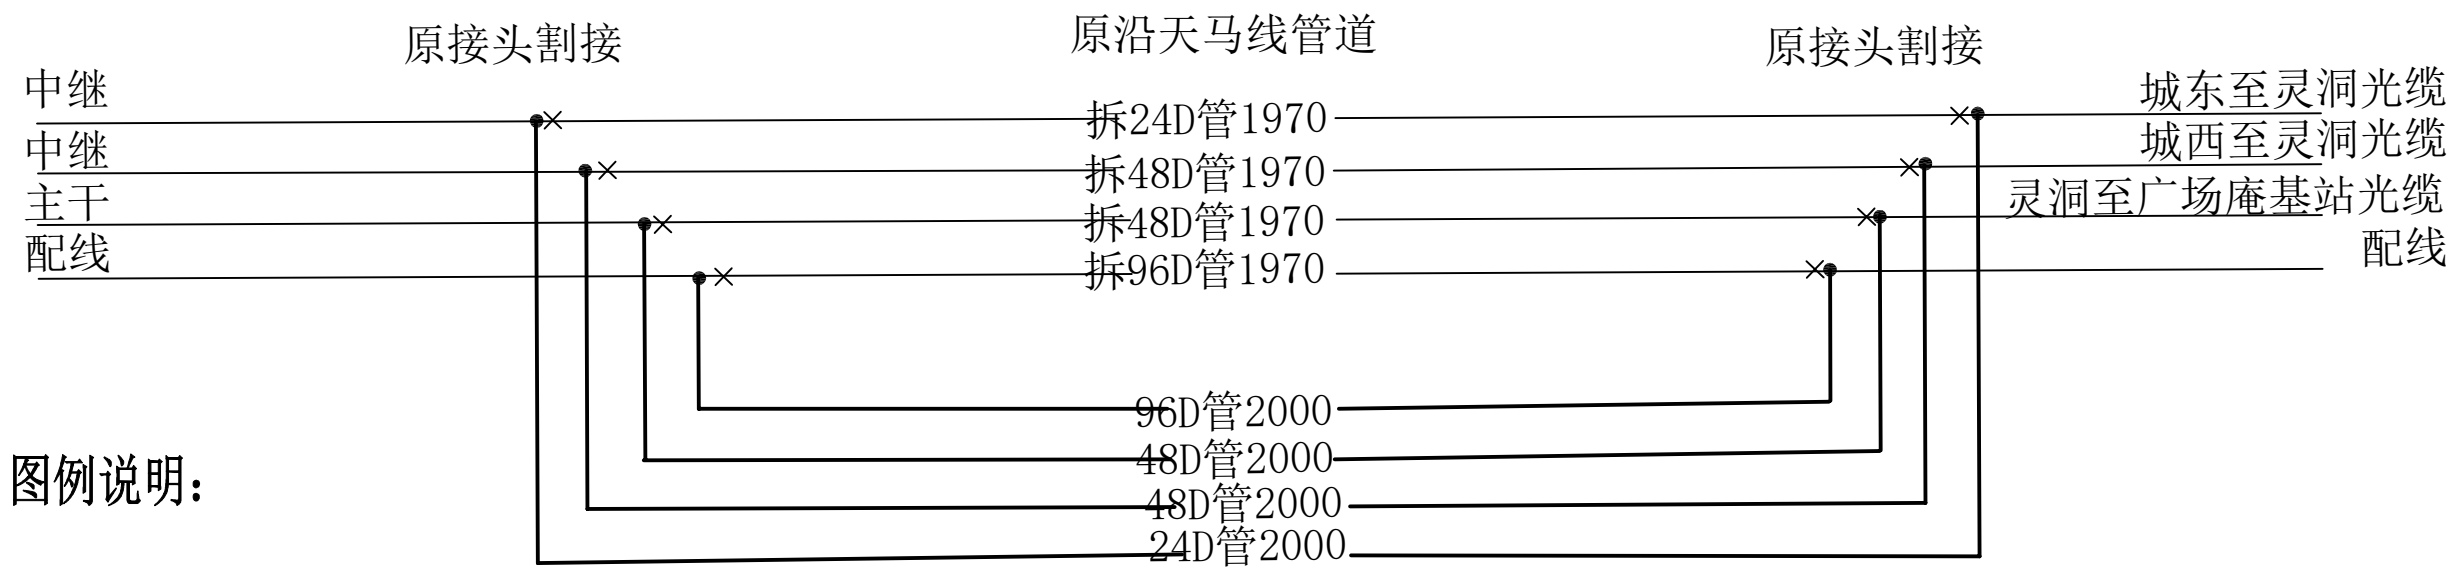 原接头割接
原沿天马线管道
原接头割接
中继
拆24D管1970
城东至灵洞光缆
中继
拆48D管1970
城西至灵洞光缆
主干
拆48D管1970
灵洞至广场庵基站光缆
配线
拆96D管1970
配线
96D管2000
48D管2000
48D管2000
24D管2000
图例说明: